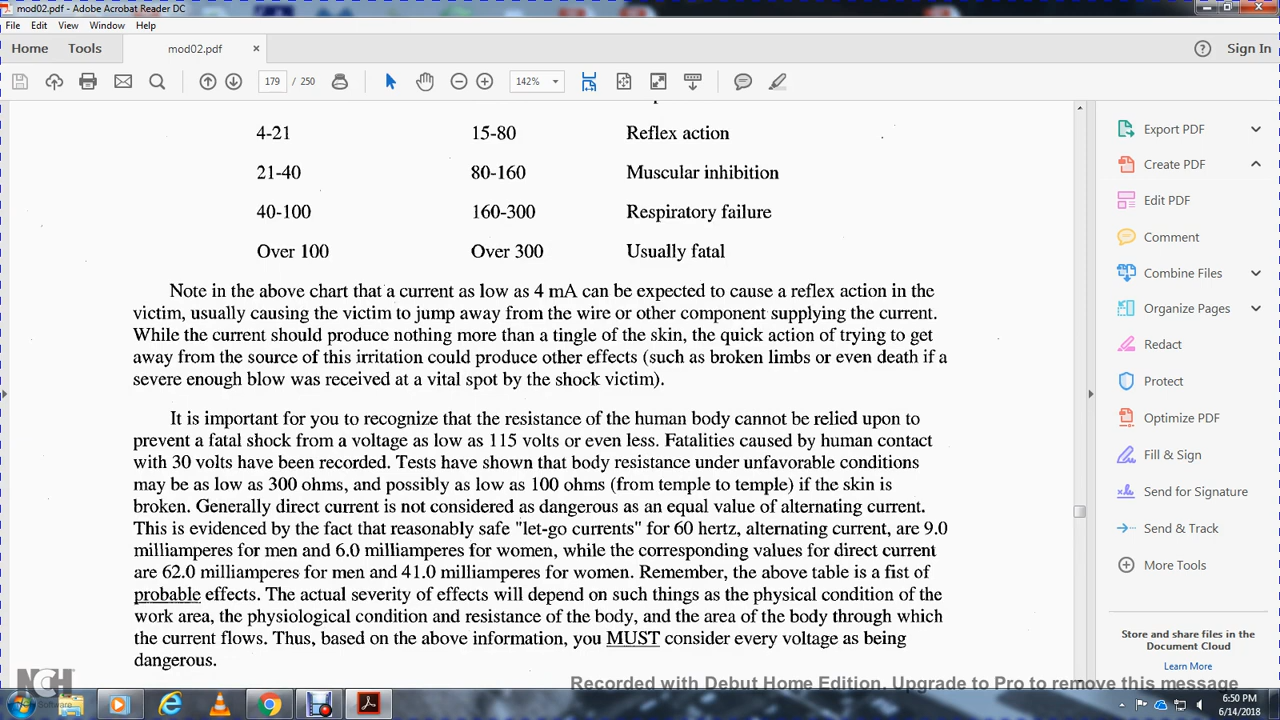 mod02.pdf - Adobe Acrobat Reader DC
File Edit View Window Help
Home Tools mod02.pdf × Sign In
179 / 250 142%
4-21 15-80 Reflex action
21-40 80-160 Muscular inhibition
40-100 160-300 Respiratory failure
Over 100 Over 300 Usually fatal
Note in the above chart that a current as low as 4 mA can be expected to cause a reflex action in the
victim, usually causing the victim to jump away from the wire or other component supplying the current.
While the current should produce nothing more than a tingle of the skin, the quick action of trying to get
away from the source of this irritation could produce other effects (such as broken limbs or even death if a
severe enough blow was received at a vital spot by the shock victim).
It is important for you to recognize that the resistance of the human body cannot be relied upon to
prevent a fatal shock from a voltage as low as 115 volts or even less. Fatalities caused by human contact
with 30 volts have been recorded. Tests have shown that body resistance under unfavorable conditions
may be as low as 300 ohms, and possibly as low as 100 ohms (from temple to temple) if the skin is
broken. Generally direct current is not considered as dangerous as an equal value of alternating current.
This is evidenced by the fact that reasonably safe "let-go currents" for 60 hertz, alternating current, are 9.0
milliamperes for men and 6.0 milliamperes for women, while the corresponding values for direct current
are 62.0 milliamperes for men and 41.0 milliamperes for women. Remember, the above table is a fist of
probable effects. The actual severity of effects will depend on such things as the physical condition of the
work area, the physiological condition and resistance of the body, and the area of the body through which
the current flows. Thus, based on the above information, you MUST consider every voltage as being
dangerous.
Export PDF
Create PDF
Edit PDF
Comment
Combine Files
Organize Pages
Redact
Protect
Optimize PDF
Fill & Sign
Send for Signature
Send & Track
More Tools
Store and share files in the
Document Cloud
Learn More
NCH
Software
Recorded with Debut Home Edition. Upgrade to Pro to remove this message
6:50 PM
6/14/2018